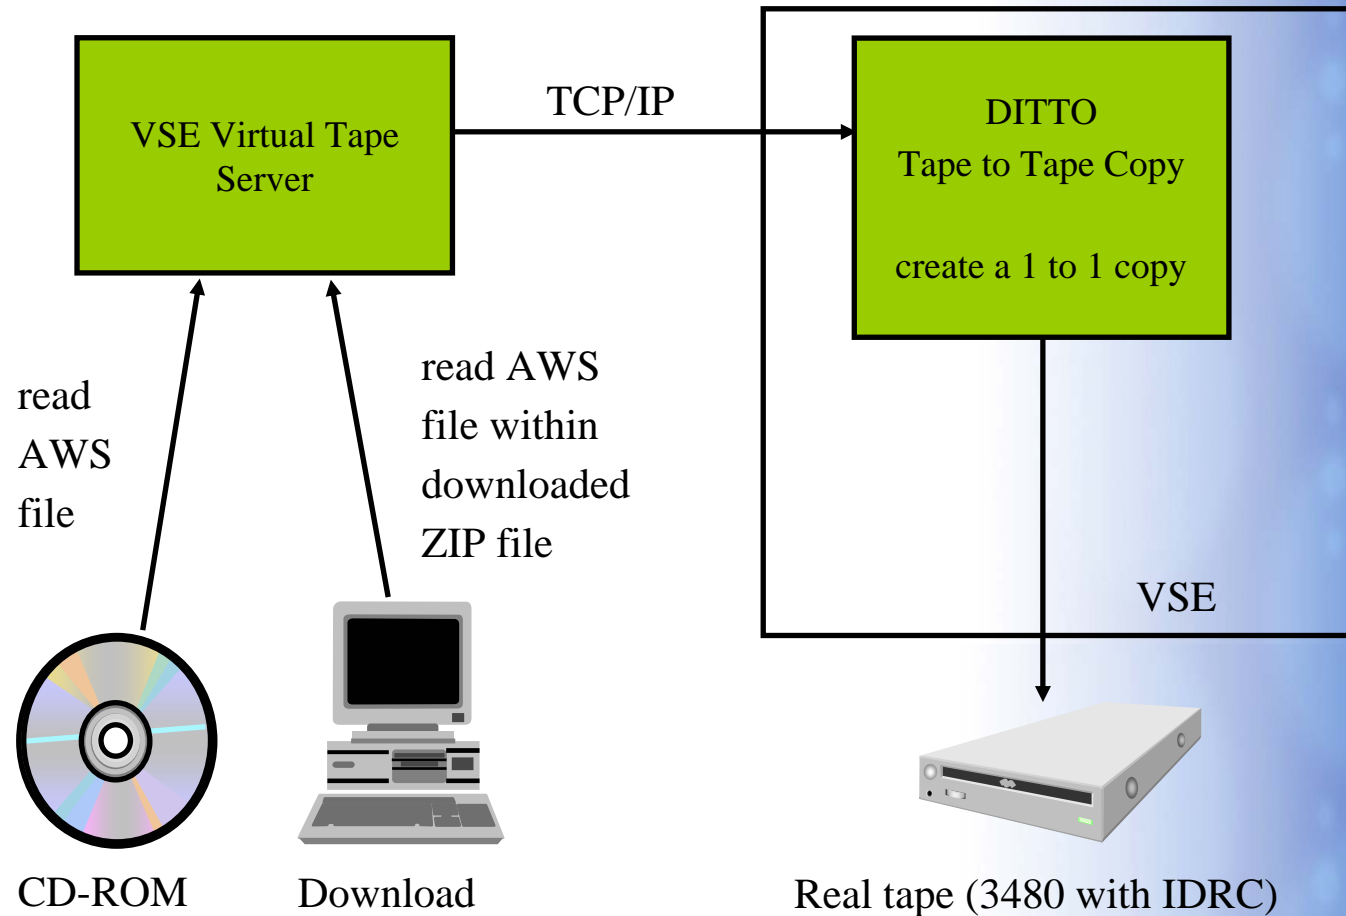 VSE Virtual Tape
Server
TCP/IP
DITTO
Tape to Tape Copy
create a 1 to 1 copy
read
AWS
file
read AWS
file within
downloaded
ZIP file
VSE
CD-ROM
Download
Real tape (3480 with IDRC)